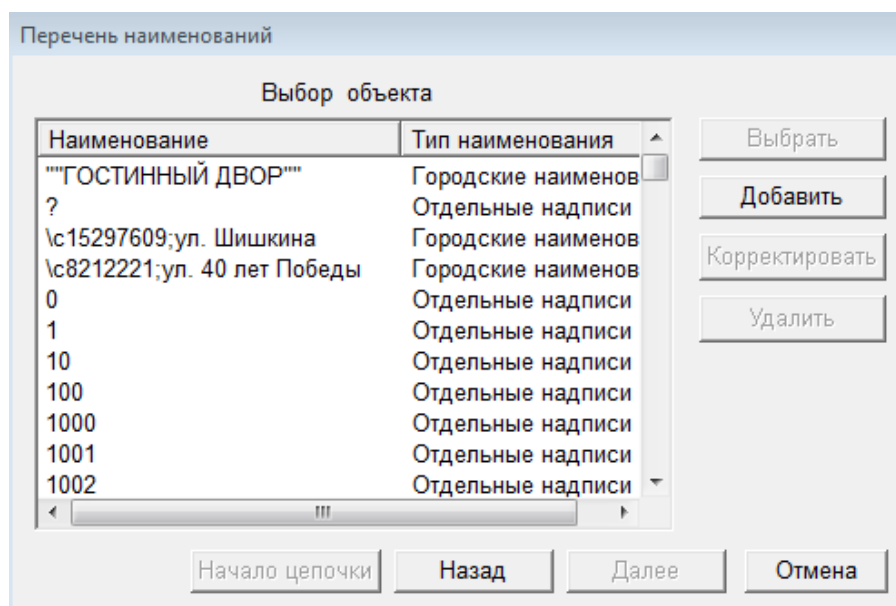 Перечень наименований
Выбор объекта
Наименование Тип наименования
""ГОСТИННЫЙ ДВОР"" Городские наименов
? Отдельные надписи
\c15297609;ул. Шишкина Городские наименов
\c8212221;ул. 40 лет Победы Городские наименов
0 Отдельные надписи
1 Отдельные надписи
10 Отдельные надписи
100 Отдельные надписи
1000 Отдельные надписи
1001 Отдельные надписи
1002 Отдельные надписи
Выбрать
Добавить
Корректировать
Удалить
Начало цепочки Назад Далее Отмена